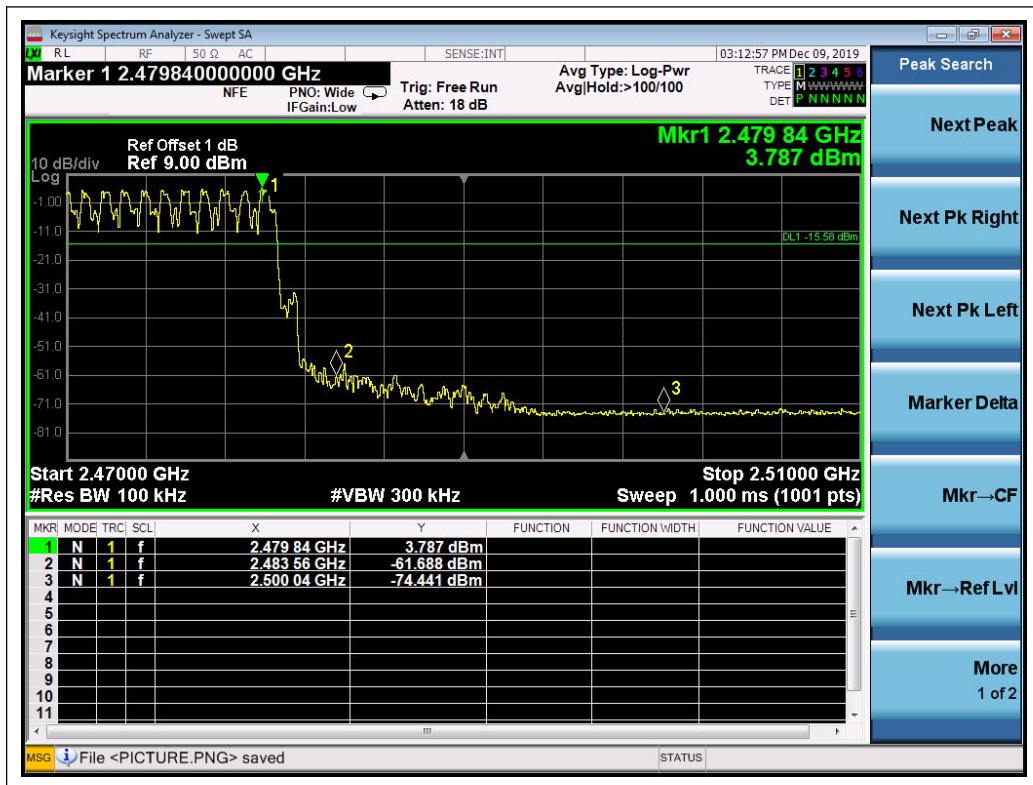 Keysight Spectrum Analyzer - Swept SA
LXI RL RF 50 Ω AC SENSE:INT 03:12:57 PM Dec 09, 2019
Marker 1 2.479840000000 GHz
NFE
PNO: Wide
IFGain:Low
Trig: Free Run
Atten: 18 dB
Avg Type: Log-Pwr
Avg|Hold:>100/100
TRACE 1 2 3 4 5 6
TYPE M WWWWW
DET P N N N N N
Peak Search
Next Peak
Next Pk Right
Next Pk Left
Marker Delta
Mkr→CF
Mkr→Ref Lvl
More
1 of 2
Mkr1 2.479 84 GHz
3.787 dBm
Ref Offset 1 dB
10 dB/div Ref 9.00 dBm
Log
-1.00
-11.0
-21.0
-31.0
-41.0
-51.0
-61.0
-71.0
-81.0
1
DL1 -15.58 dBm
2
3
Start 2.47000 GHz Stop 2.51000 GHz
#Res BW 100 kHz #VBW 300 kHz Sweep 1.000 ms (1001 pts)
MKR MODE TRC SCL X Y FUNCTION FUNCTION WIDTH FUNCTION VALUE
1 N 1 f 2.479 84 GHz 3.787 dBm
2 N 1 f 2.483 56 GHz -61.688 dBm
3 N 1 f 2.500 04 GHz -74.441 dBm
4
5
6
7
8
9
10
11
MSG File <PICTURE.PNG> saved STATUS